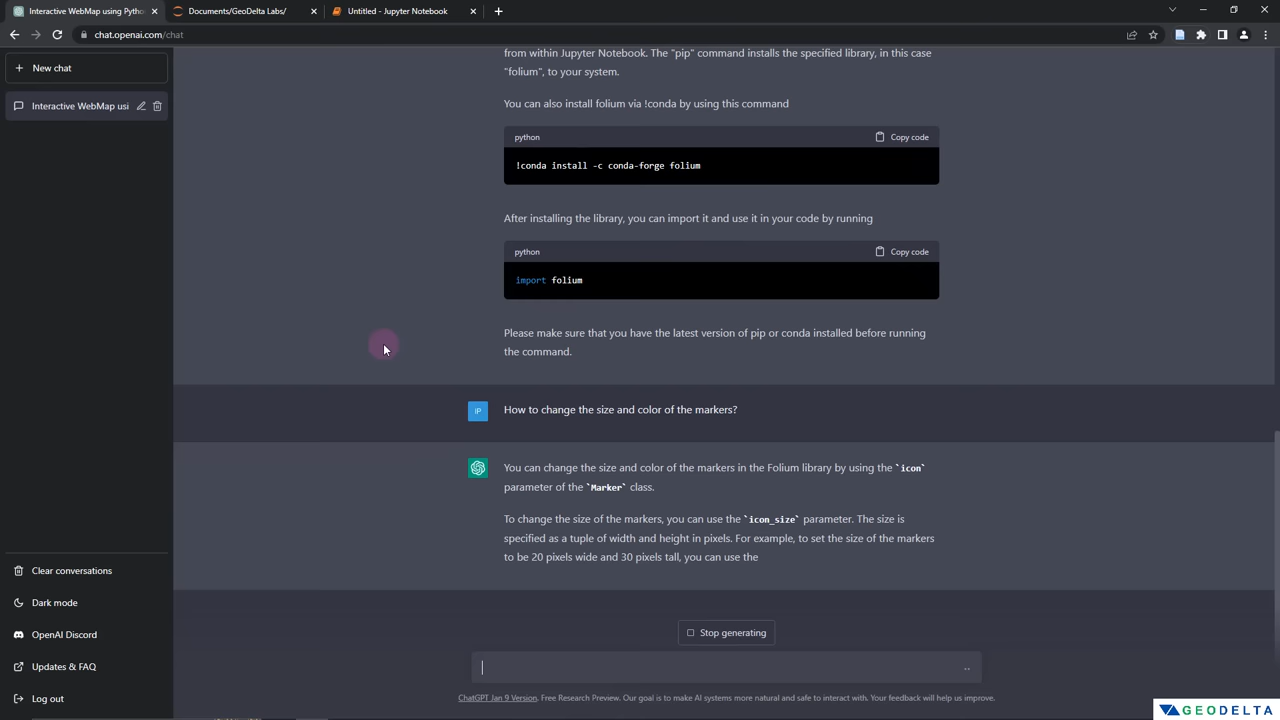 Interactive WebMap using Python
Documents/GeoDelta Labs/
Untitled - Jupyter Notebook
chat.openai.com/chat
New chat
Interactive WebMap usi
from within Jupyter Notebook. The "pip" command installs the specified library, in this case
"folium", to your system.
You can also install folium via !conda by using this command
python
Copy code
!conda install -c conda-forge folium
After installing the library, you can import it and use it in your code by running
python
Copy code
import folium
Please make sure that you have the latest version of pip or conda installed before running
the command.
IP
How to change the size and color of the markers?
You can change the size and color of the markers in the Folium library by using the `icon`
parameter of the `Marker` class.
To change the size of the markers, you can use the `icon_size` parameter. The size is
specified as a tuple of width and height in pixels. For example, to set the size of the markers
to be 20 pixels wide and 30 pixels tall, you can use the
Clear conversations
Dark mode
OpenAI Discord
Updates & FAQ
Log out
Stop generating
ChatGPT Jan 9 Version. Free Research Preview. Our goal is to make AI systems more natural and safe to interact with. Your feedback will help us improve.
GEODELTA